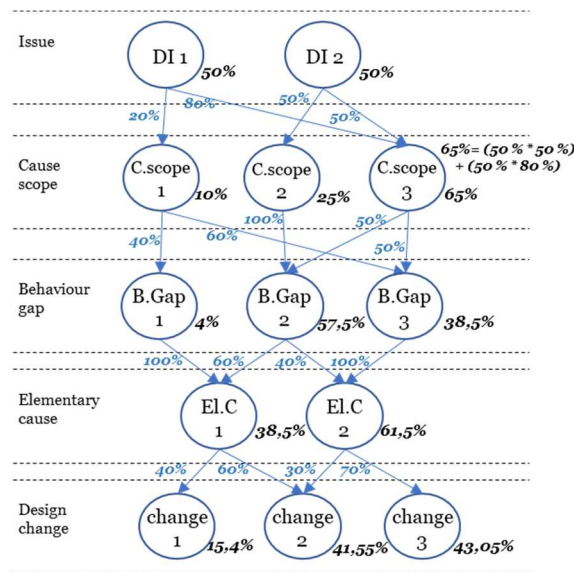 Issue
DI 1
50%
DI 2
50%
20%
80%
50%
50%
Cause
scope
C.scope
1
10%
C.scope
2
25%
C.scope
3
65%
65%= (50 % *50 %)
+ (50 % *80 %)
40%
60%
100%
50%
50%
Behaviour
gap
B.Gap
1
4%
B.Gap
2
57,5%
B.Gap
3
38,5%
100%
60%
40%
100%
Elementary
cause
El.C
1
38,5%
El.C
2
61,5%
40%
60%
30%
70%
Design
change
change
1
15,4%
change
2
41,55%
change
3
43,05%